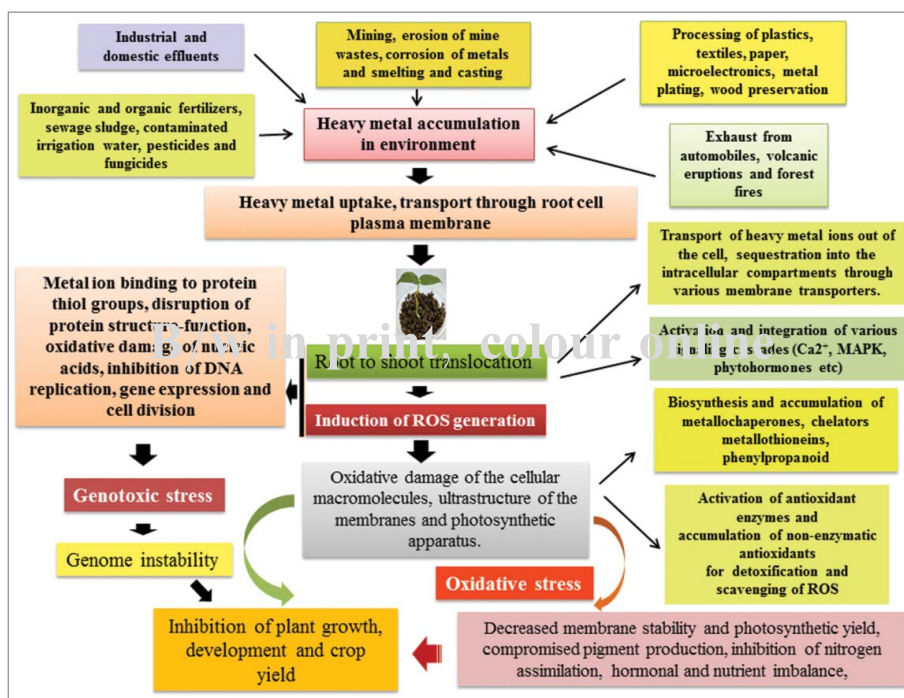 Industrial and
domestic effluents
Mining, erosion of mine
wastes, corrosion of metals
and smelting and casting
Processing of plastics,
textiles, paper,
microelectronics, metal
plating, wood preservation
Inorganic and organic fertilizers,
sewage sludge, contaminated
irrigation water, pesticides and
fungicides
Heavy metal accumulation
in environment
Exhaust from
automobiles, volcanic
eruptions and forest
fires
Heavy metal uptake, transport through root cell
plasma membrane
Transport of heavy metal ions out of
the cell, sequestration into the
intracellular compartments through
various membrane transporters.
Metal ion binding to protein
thiol groups, disruption of
protein structure-function,
oxidative damage of nucleic
acids, inhibition of DNA
replication, gene expression and
cell division
B/w in print, colour online
Root to shoot translocation
Activation and integration of various
signaling cascades (Ca2⁺, MAPK,
phytohormones etc)
Induction of ROS generation
Biosynthesis and accumulation of
metallochaperones, chelators
metallothioneins,
phenylpropanoid
Oxidative damage of the cellular
macromolecules, ultrastructure of the
membranes and photosynthetic
apparatus.
Genotoxic stress
Activation of antioxidant
enzymes and
accumulation of non-enzymatic
antioxidants
for detoxification and
scavenging of ROS
Genome instability
Oxidative stress
Inhibition of plant growth,
development and crop
yield
Decreased membrane stability and photosynthetic yield,
compromised pigment production, inhibition of nitrogen
assimilation, hormonal and nutrient imbalance,